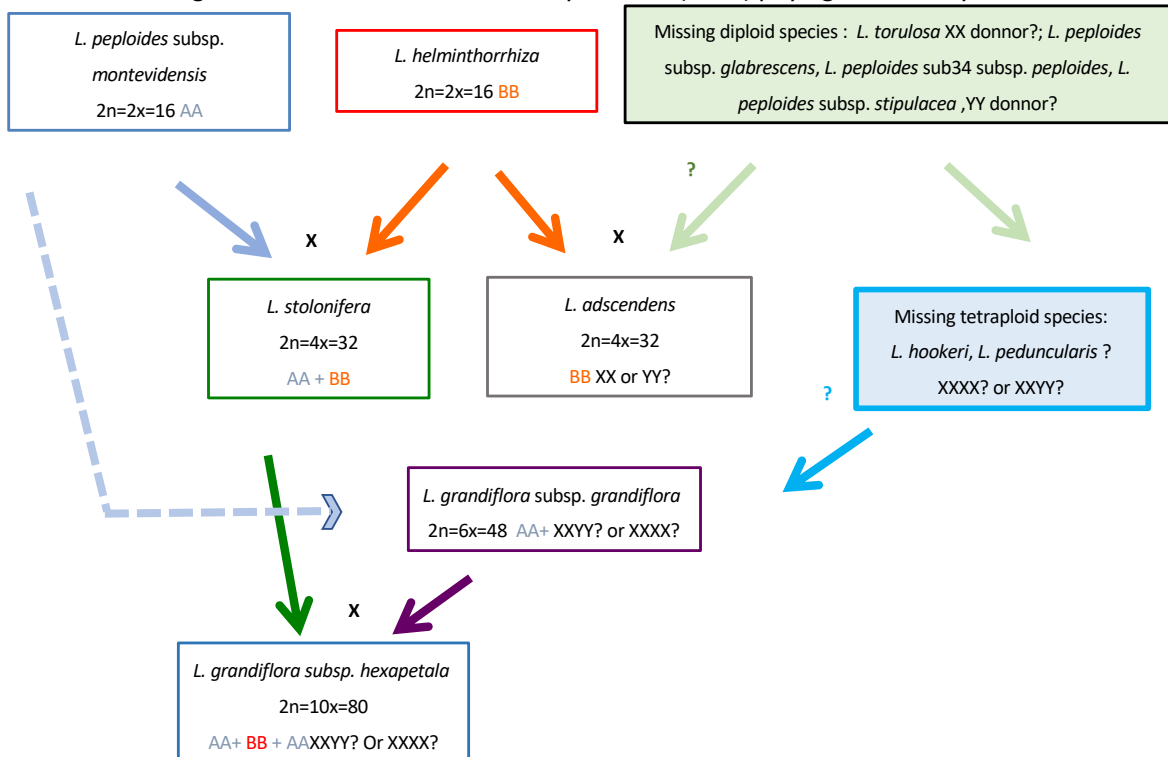 L. peploides subsp.
montevidensis
2n=2x=16 AA
L. helminthorrhiza
2n=2x=16 BB
Missing diploid species : L. torulosa XX donnor?; L. peploides
subsp. glabrescens, L. peploides sub34 subsp. peploides, L.
peploides subsp. stipulacea ,YY donnor?
?
X
X
L. stolonifera
2n=4x=32
AA + BB
L. adscendens
2n=4x=32
BB XX or YY?
Missing tetraploid species:
L. hookeri, L. peduncularis ?
XXXX? or XXYY?
?
L. grandiflora subsp. grandiflora
2n=6x=48 AA+ XXYY? or XXXX?
X
L. grandiflora subsp. hexapetala
2n=10x=80
AA+ BB + AAXXYY? Or XXXX?